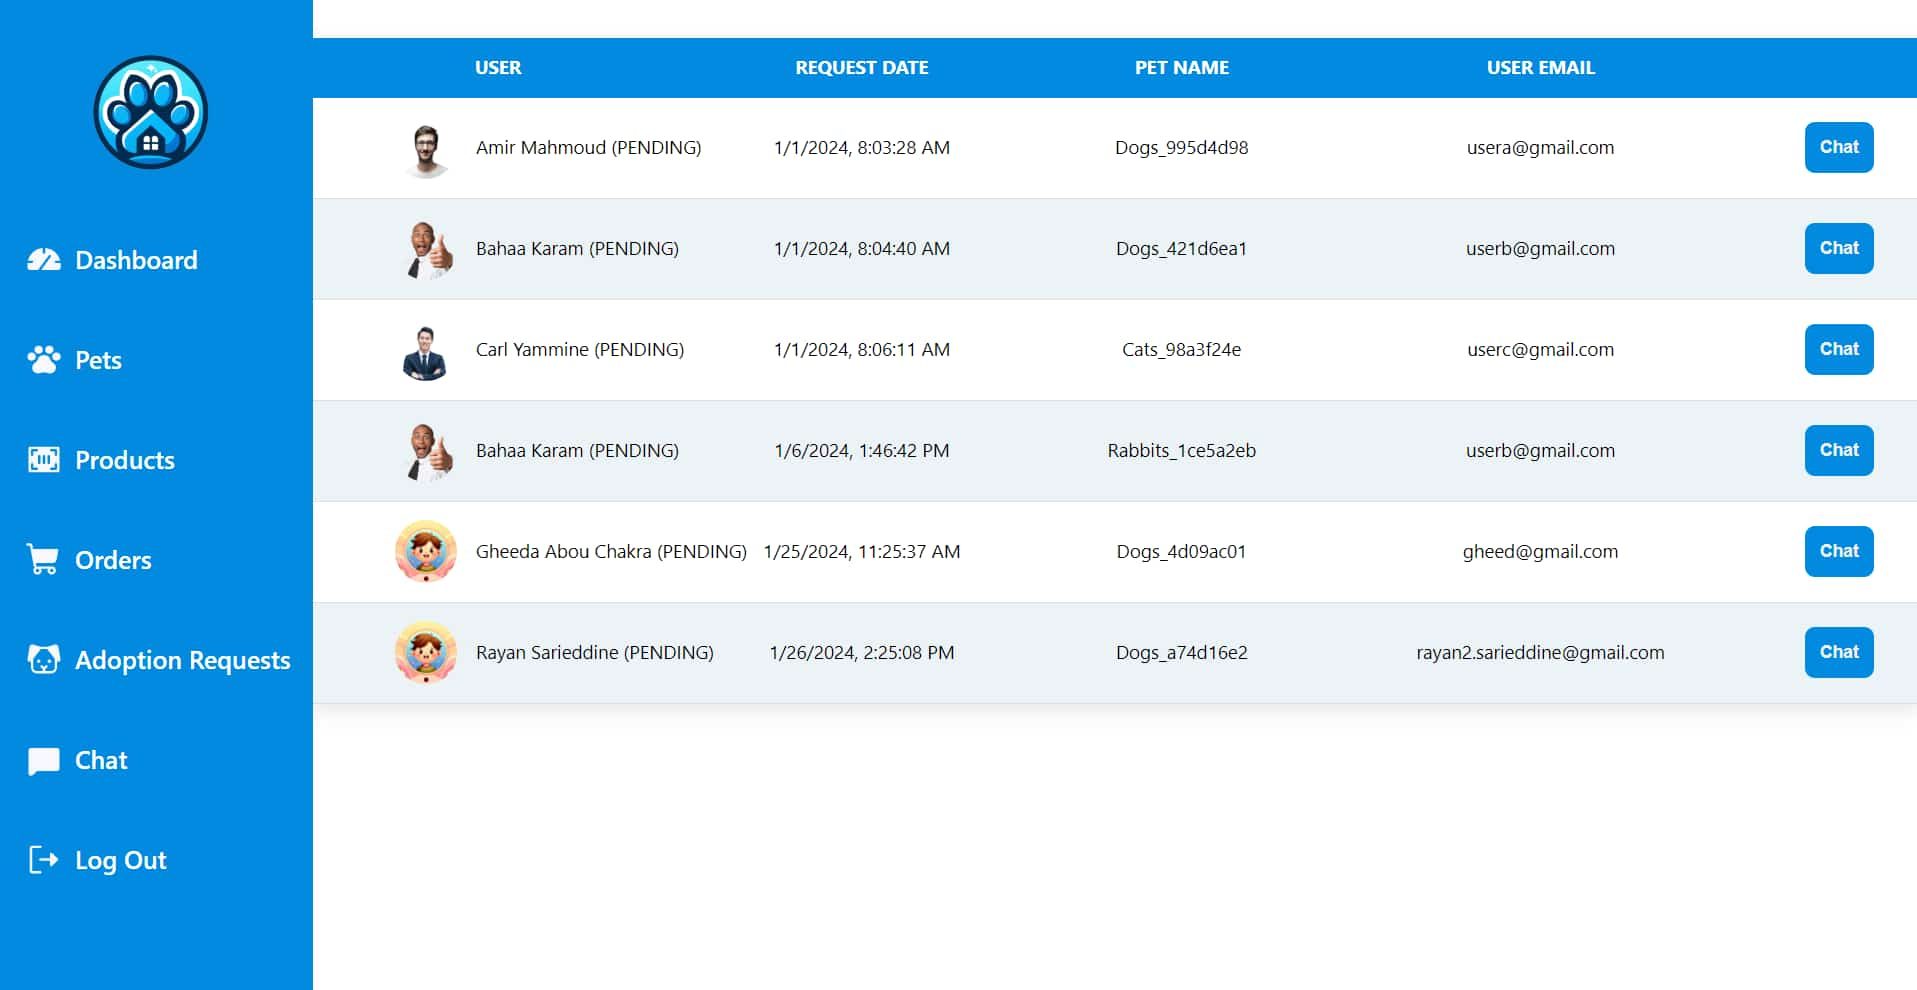 USER REQUEST DATE PET NAME USER EMAIL
Amir Mahmoud (PENDING) 1/1/2024, 8:03:28 AM Dogs_995d4d98 usera@gmail.com Chat
Bahaa Karam (PENDING) 1/1/2024, 8:04:40 AM Dogs_421d6ea1 userb@gmail.com Chat
Carl Yammine (PENDING) 1/1/2024, 8:06:11 AM Cats_98a3f24e userc@gmail.com Chat
Bahaa Karam (PENDING) 1/6/2024, 1:46:42 PM Rabbits_1ce5a2eb userb@gmail.com Chat
Gheeda Abou Chakra (PENDING) 1/25/2024, 11:25:37 AM Dogs_4d09ac01 gheed@gmail.com Chat
Rayan Sarieddine (PENDING) 1/26/2024, 2:25:08 PM Dogs_a74d16e2 rayan2.sarieddine@gmail.com Chat
Dashboard
Pets
Products
Orders
Adoption Requests
Chat
Log Out